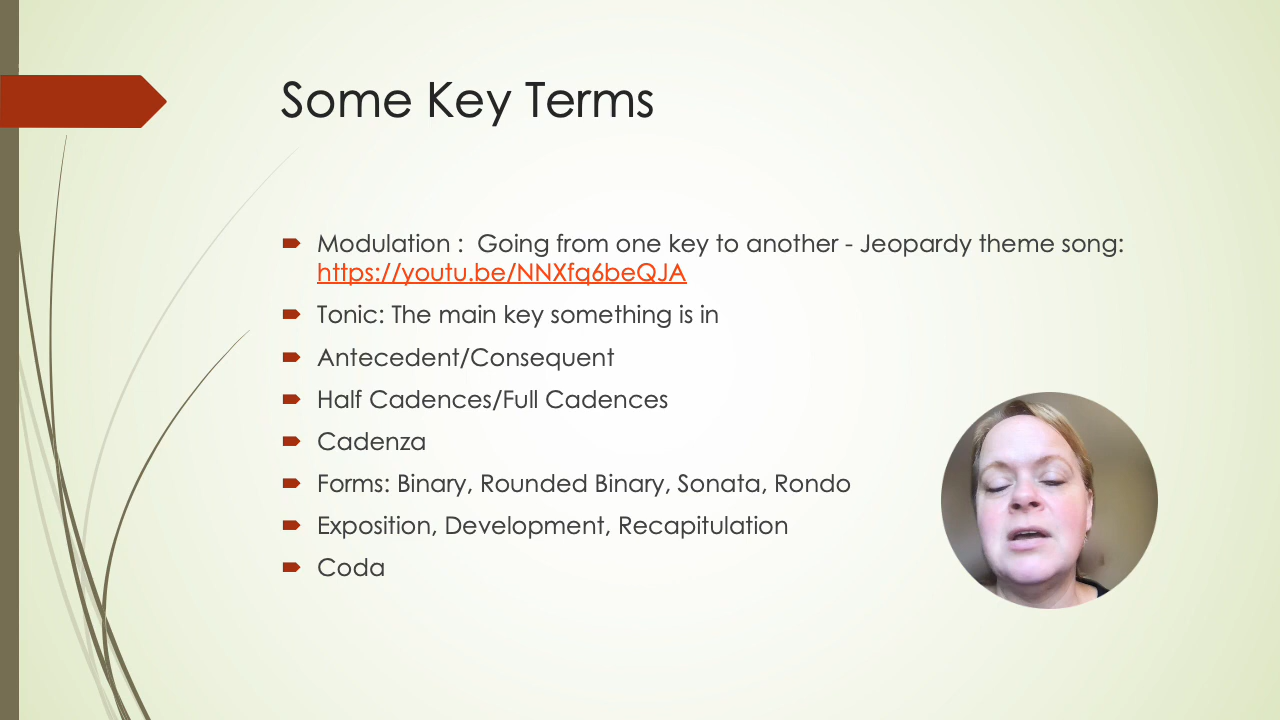 Some Key Terms
Modulation :  Going from one key to another - Jeopardy theme song:
https://youtu.be/NNXfq6beQJA
Tonic: The main key something is in
Antecedent/Consequent
Half Cadences/Full Cadences
Cadenza
Forms: Binary, Rounded Binary, Sonata, Rondo
Exposition, Development, Recapitulation
Coda